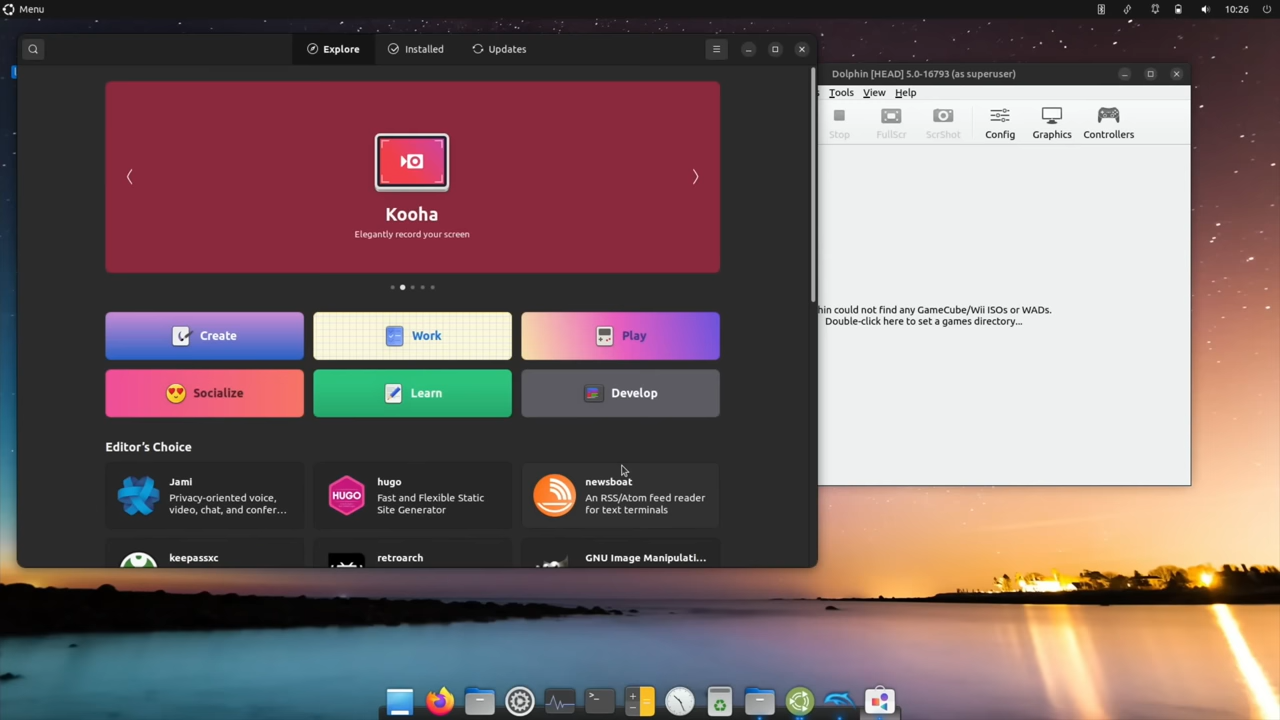 Menu
10:26
Explore
Installed
Updates
Kooha
Elegantly record your screen
Create
Work
Play
Socialize
Learn
Develop
Editor's Choice
Jami
Privacy-oriented voice,
video, chat, and confer...
hugo
Fast and Flexible Static
Site Generator
HUGO
newsboat
An RSS/Atom feed reader
for text terminals
keepassxc
retroarch
GNU Image Manipulati...
Dolphin [HEAD] 5.0-16793 (as superuser)
Tools
View
Help
Stop
FullScr
ScrShot
Config
Graphics
Controllers
could not find any GameCube/Wii ISOs or WADs.
Double-click here to set a games directory...